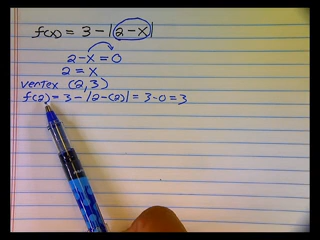 f(x) = 3 - |2-x|
2-x = 0
2 = x
vertex (2,3)
f(2) = 3 - |2-(2)| = 3-0 = 3